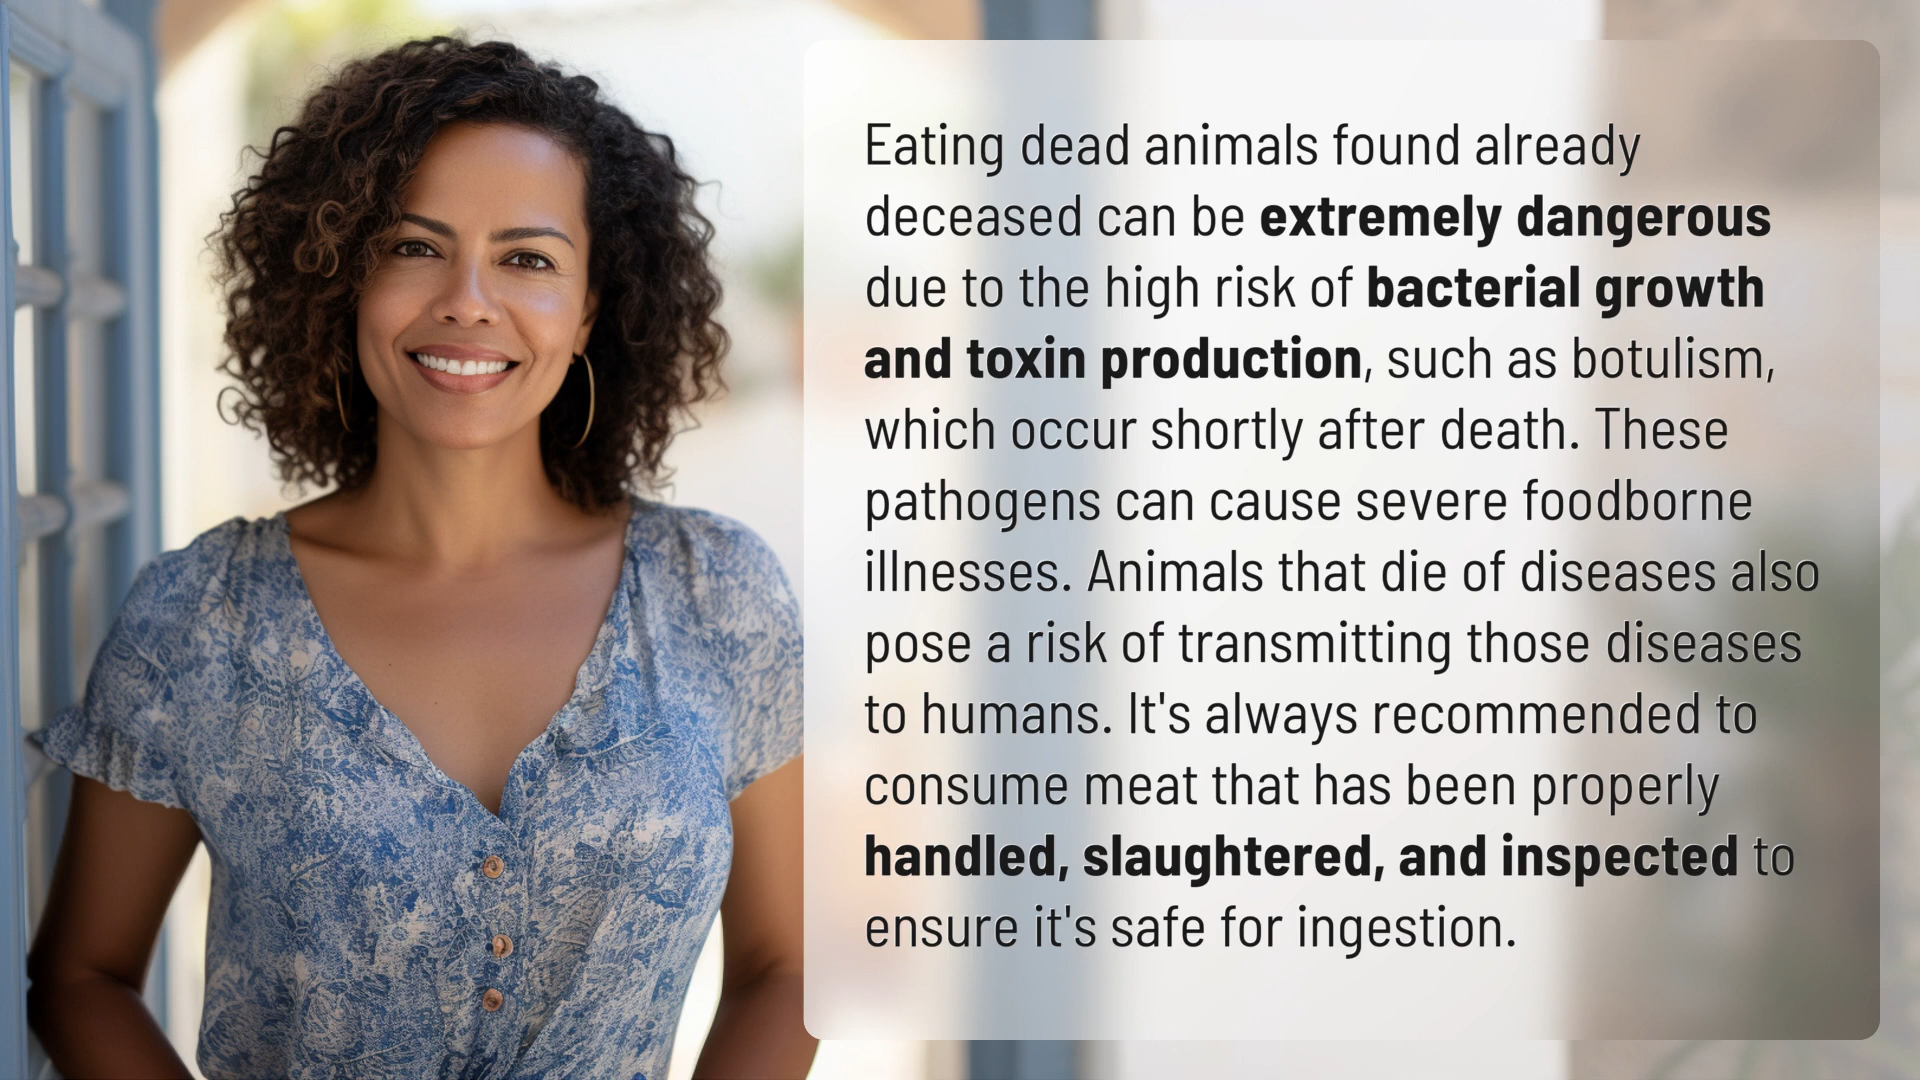 Eating dead animals found already
deceased can be extremely dangerous
due to the high risk of bacterial growth
and toxin production, such as botulism,
which occur shortly after death. These
pathogens can cause severe foodborne
illnesses. Animals that die of diseases also
pose a risk of transmitting those diseases
to humans. It's always recommended to
consume meat that has been properly
handled, slaughtered, and inspected to
ensure it's safe for ingestion.